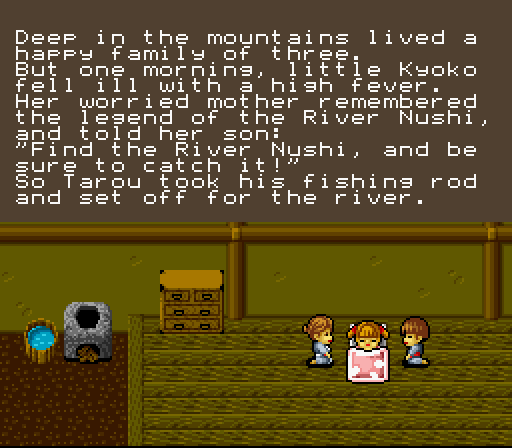 Deep in the mountains lived a
happy family of three.
But one morning, little Kyoko
fell ill with a high fever.
Her worried mother remembered
the legend of the River Nushi,
and told her son:
"Find the River Nushi, and be
sure to catch it!"
So Tarou took his fishing rod
and set off for the river.